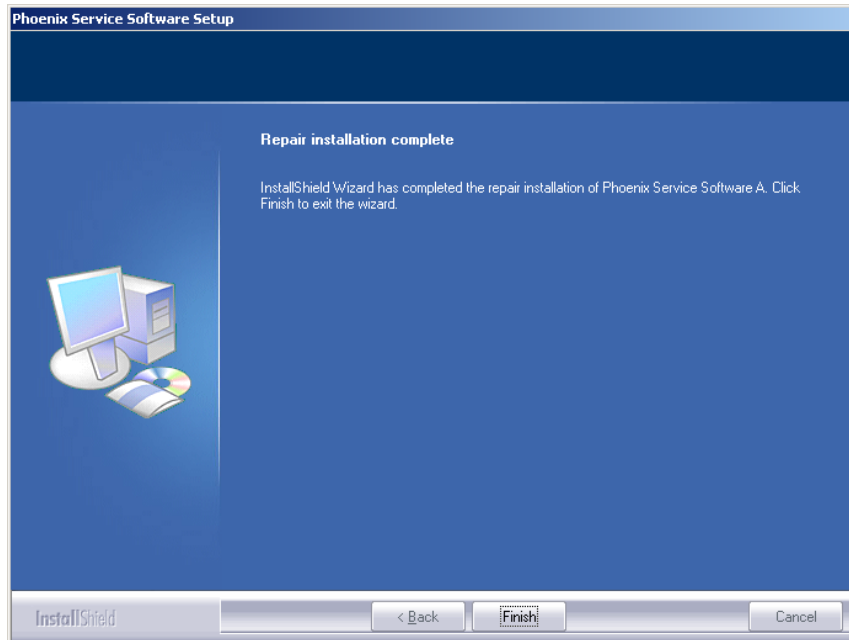 Phoenix Service Software Setup
Repair installation complete
InstallShield Wizard has completed the repair installation of Phoenix Service Software A. Click
Finish to exit the wizard.
InstallShield
< Back
Finish
Cancel